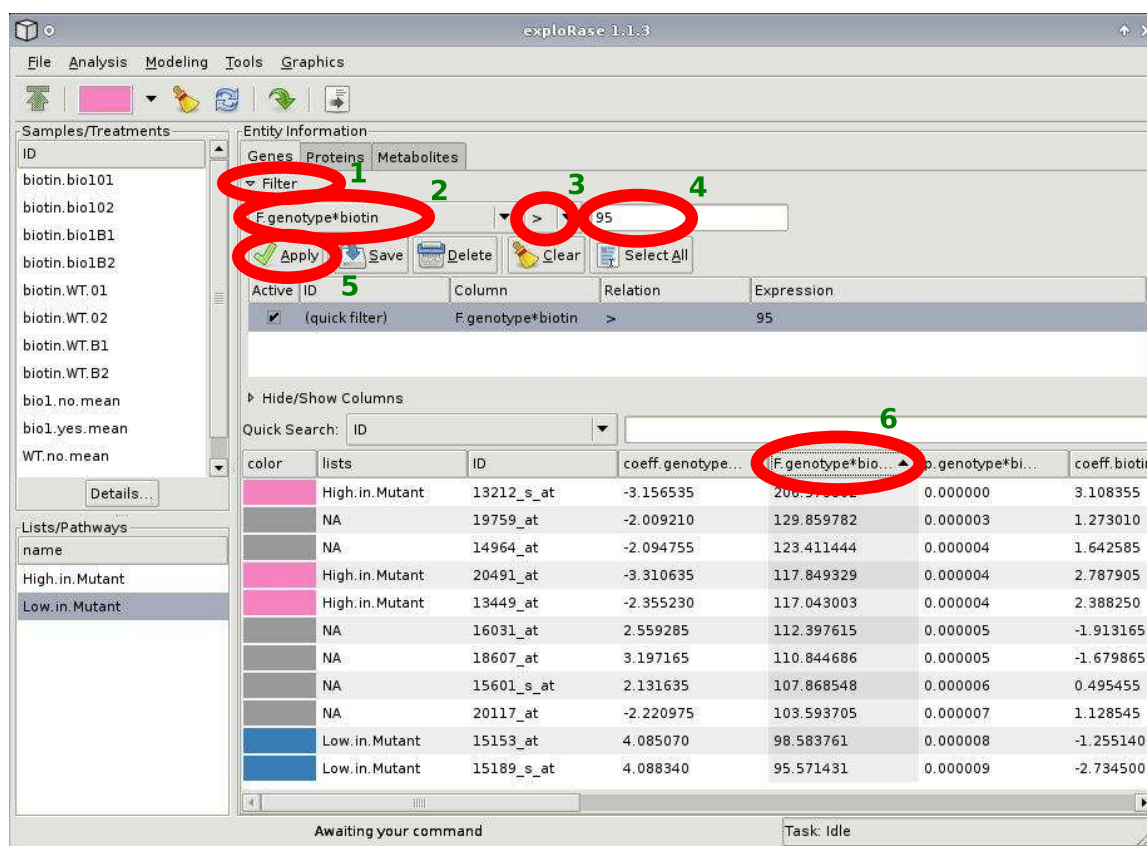 exploRase 1.1.3
File Analysis Modeling Tools Graphics
Samples/Treatments
ID
biotin.bio101
biotin.bio102
biotin.bio1B1
biotin.bio1B2
biotin.WT.01
biotin.WT.02
biotin.WT.B1
biotin.WT.B2
bio1.no.mean
bio1.yes.mean
WT.no.mean
Details...
Lists/Pathways
name
High.in.Mutant
Low.in.Mutant
Entity Information
Genes Proteins Metabolites
Filter 1
2 3 4
F.genotype*biotin > 95
Apply Save Delete Clear Select All
5
Active ID Column Relation Expression
(quick filter) F.genotype*biotin > 95
Hide/Show Columns
6
Quick Search: ID
color lists ID coeff.genotype... F.genotype*bio... p.genotype*bi... coeff.bioti
High.in.Mutant 13212_s_at -3.156535 0.000000 3.108355
NA 19759_at -2.009210 129.859782 0.000003 1.273010
NA 14964_at -2.094755 123.411444 0.000004 1.642585
High.in.Mutant 20491_at -3.310635 117.849329 0.000004 2.787905
High.in.Mutant 13449_at -2.355230 117.043003 0.000004 2.388250
NA 16031_at 2.559285 112.397615 0.000005 -1.913165
NA 18607_at 3.197165 110.844686 0.000005 -1.679865
NA 15601_s_at 2.131635 107.868548 0.000006 0.495455
NA 20117_at -2.220975 103.593705 0.000007 1.128545
Low.in.Mutant 15153_at 4.085070 98.583761 0.000008 -1.255140
Low.in.Mutant 15189_s_at 4.088340 95.571431 0.000009 -2.734500
Awaiting your command Task: Idle